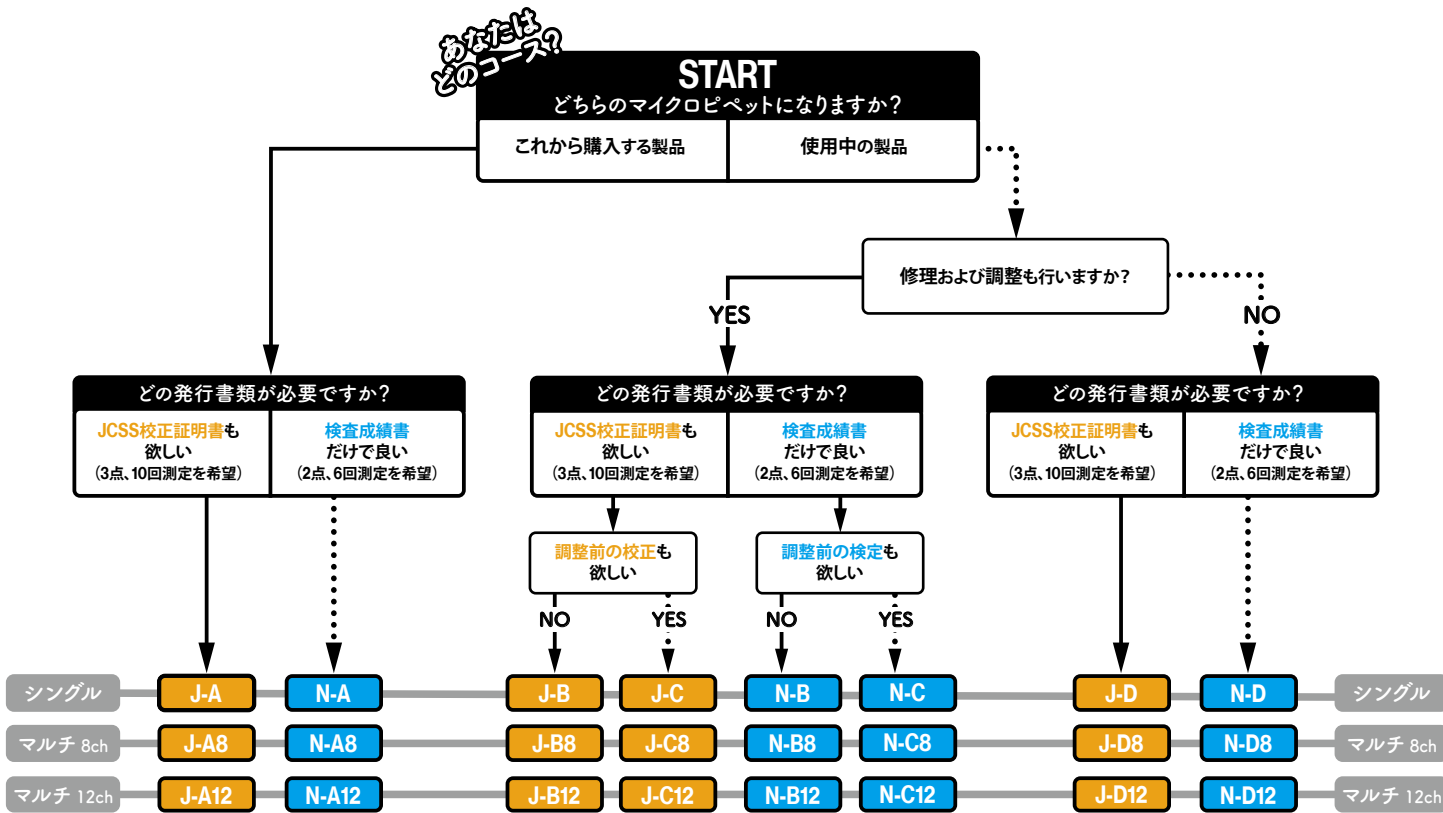 あなたは
どのコース?
START
どちらのマイクロピペットになりますか?
これから購入する製品
使用中の製品
修理および調整も行いますか?
YES
NO
どの発行書類が必要ですか?
JCSS校正証明書も
欲しい
(3点、10回測定を希望)
検査成績書
だけで良い
(2点、6回測定を希望)
どの発行書類が必要ですか?
JCSS校正証明書も
欲しい
(3点、10回測定を希望)
検査成績書
だけで良い
(2点、6回測定を希望)
どの発行書類が必要ですか?
JCSS校正証明書も
欲しい
(3点、10回測定を希望)
検査成績書
だけで良い
(2点、6回測定を希望)
調整前の校正も
欲しい
調整前の検定も
欲しい
NO
YES
NO
YES
シングル J-A N-A J-B J-C N-B N-C J-D N-D シングル
マルチ 8ch J-A8 N-A8 J-B8 J-C8 N-B8 N-C8 J-D8 N-D8 マルチ 8ch
マルチ 12ch J-A12 N-A12 J-B12 J-C12 N-B12 N-C12 J-D12 N-D12 マルチ 12ch